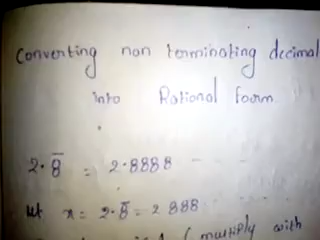 Converting non terminating decimal
into Rational form
2.8̅ = 2.8888 - - -
let x = 2.8̅ = 2 888
(multiply with